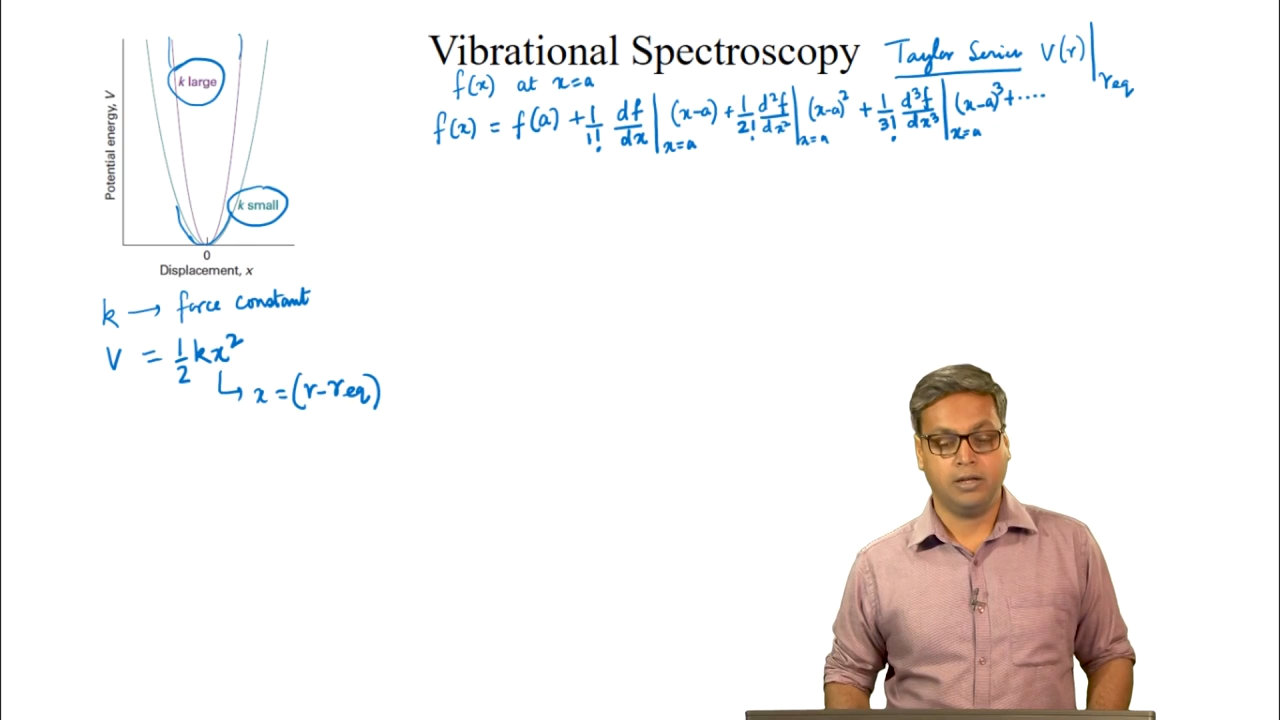 Vibrational Spectroscopy
Taylor Series V(r)|req
f(x) at x=a
f(x) = f(a) + 1/1! df/dx|x=a (x-a) + 1/2! d²f/dx²|x=a (x-a)² + 1/3! d³f/dx³|x=a (x-a)³ + ....
k large
k small
Potential energy, V
0
Displacement, x
k → force constant
V = 1/2 kx²
↳ x = (r-req)